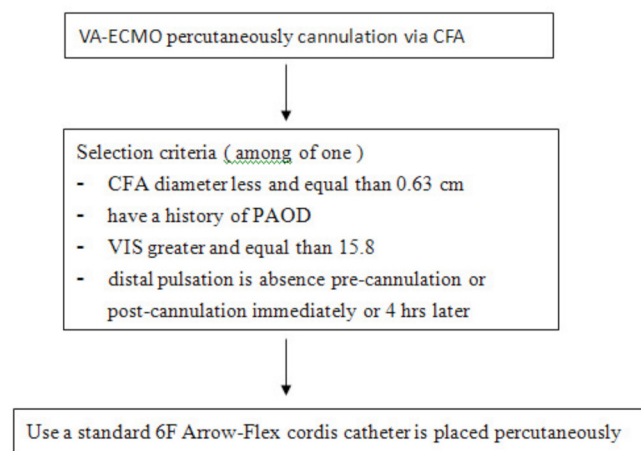 VA-ECMO percutaneously cannulation via CFA
Selection criteria ( among of one )
- CFA diameter less and equal than 0.63 cm
- have a history of PAOD
- VIS greater and equal than 15.8
- distal pulsation is absence pre-cannulation or
post-cannulation immediately or 4 hrs later
Use a standard 6F Arrow-Flex cordis catheter is placed percutaneously